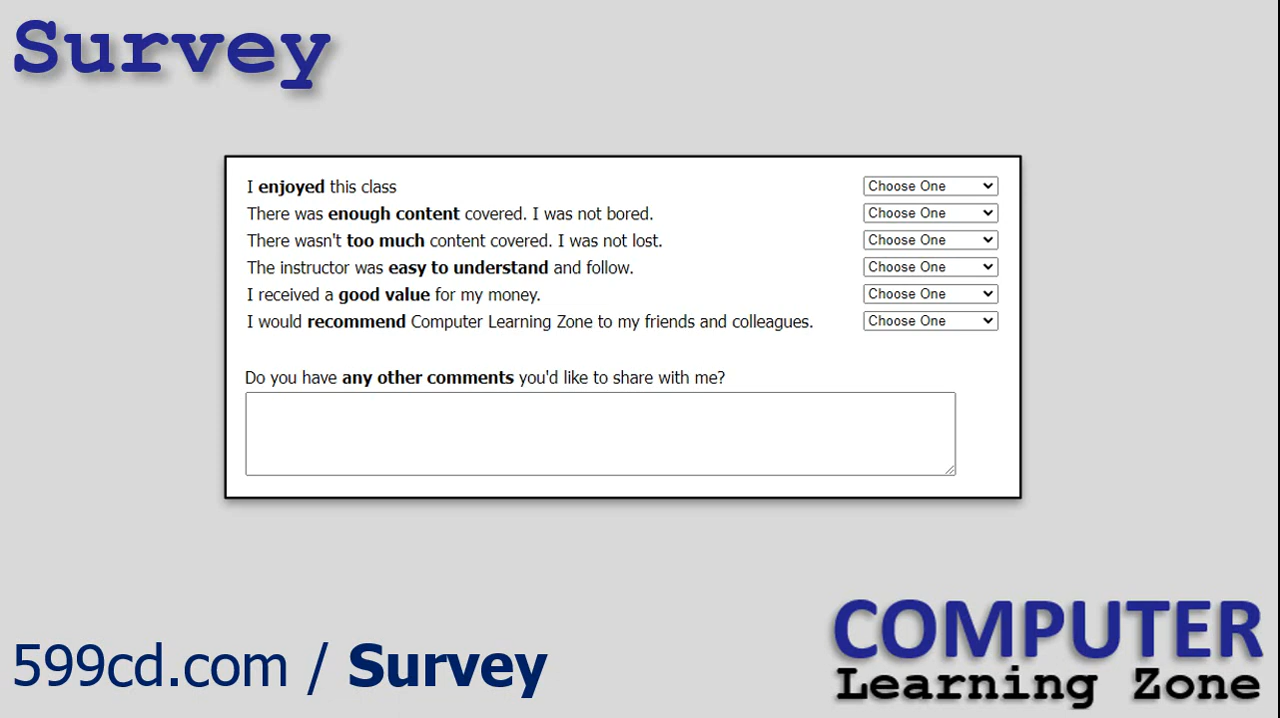 Survey
I enjoyed this class Choose One
There was enough content covered. I was not bored. Choose One
There wasn't too much content covered. I was not lost. Choose One
The instructor was easy to understand and follow. Choose One
I received a good value for my money. Choose One
I would recommend Computer Learning Zone to my friends and colleagues. Choose One
Do you have any other comments you'd like to share with me?
599cd.com / Survey
COMPUTER
Learning Zone